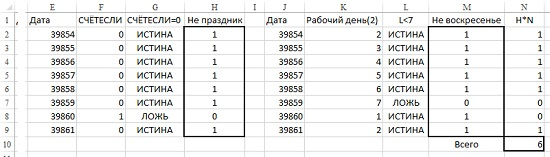 , E F G H I J K L M N
1 Дата СЧЁТЕСЛИ СЧЁТЕСЛИ=0 Не праздник Дата Рабочий день(2) L<7 Не воскресенье H*N
2 39854 0 ИСТИНА 1 39854 2 ИСТИНА 1 1
3 39855 0 ИСТИНА 1 39855 3 ИСТИНА 1 1
4 39856 0 ИСТИНА 1 39856 4 ИСТИНА 1 1
5 39857 0 ИСТИНА 1 39857 5 ИСТИНА 1 1
6 39858 0 ИСТИНА 1 39858 6 ИСТИНА 1 1
7 39859 0 ИСТИНА 1 39859 7 ЛОЖЬ 0 0
8 39860 1 ЛОЖЬ 0 39860 1 ИСТИНА 1 0
9 39861 0 ИСТИНА 1 39861 2 ИСТИНА 1 1
10 Всего 6